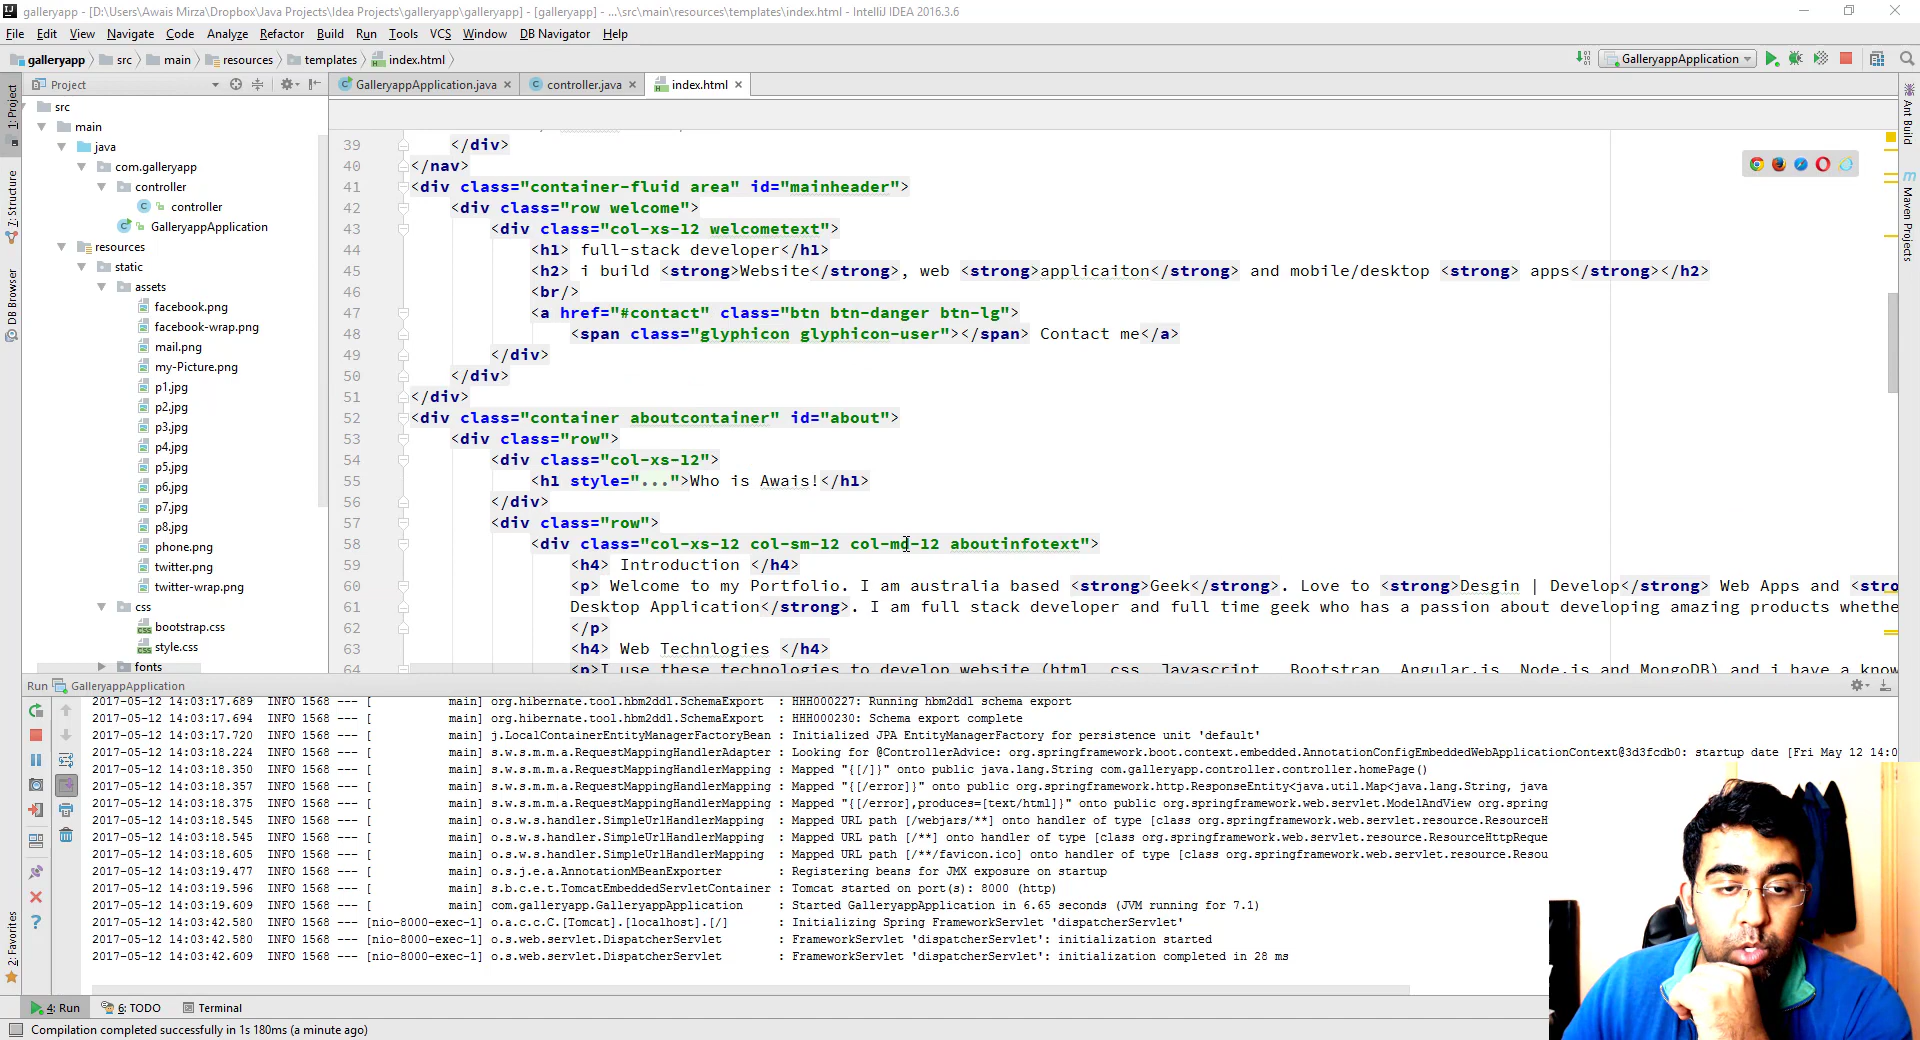 galleryapp - [D:\Users\Awais Mirza\Dropbox\Java Projects\Idea Projects\galleryapp\galleryapp] - [galleryapp] - ...\src\main\resources\templates\index.html - IntelliJ IDEA 2016.3.6
File Edit View Navigate Code Analyze Refactor Build Run Tools VCS Window DB Navigator Help
galleryapp src main resources templates index.html GalleryappApplication
Project GalleryappApplication.java controller.java index.html
1: Project
7: Structure
DB Browser
2: Favorites
Ant Build
Maven Projects
src
main
java
com.galleryapp
controller
controller
GalleryappApplication
resources
static
assets
facebook.png
facebook-wrap.png
mail.png
my-Picture.png
p1.jpg
p2.jpg
p3.jpg
p4.jpg
p5.jpg
p6.jpg
p7.jpg
p8.jpg
phone.png
twitter.png
twitter-wrap.png
css
bootstrap.css
style.css
fonts
39 </div>
40 </nav>
41 <div class="container-fluid area" id="mainheader">
42 <div class="row welcome">
43 <div class="col-xs-12 welcometext">
44 <h1> full-stack developer</h1>
45 <h2> i build <strong>Website</strong>, web <strong>applicaiton</strong> and mobile/desktop <strong> apps</strong></h2>
46 <br/>
47 <a href="#contact" class="btn btn-danger btn-lg">
48 <span class="glyphicon glyphicon-user"></span> Contact me</a>
49 </div>
50 </div>
51 </div>
52 <div class="container aboutcontainer" id="about">
53 <div class="row">
54 <div class="col-xs-12">
55 <h1 style="...">Who is Awais!</h1>
56 </div>
57 <div class="row">
58 <div class="col-xs-12 col-sm-12 col-md-12 aboutinfotext">
59 <h4> Introduction </h4>
60 <p> Welcome to my Portfolio. I am australia based <strong>Geek</strong>. Love to <strong>Desgin | Develop</strong> Web Apps and <stro
61 Desktop Application</strong>. I am full stack developer and full time geek who has a passion about developing amazing products whethe
62 </p>
63 <h4> Web Technlogies </h4>
64 <p>I use these technologies to develop website (html, css, Javascript, Bootstrap, Angular.js, Node.js and MongoDB) and i have a know
Run GalleryappApplication
2017-05-12 14:03:17.689 INFO 1568 --- [ main] org.hibernate.tool.hbm2ddl.SchemaExport : HHH000227: Running hbm2ddl schema export
2017-05-12 14:03:17.694 INFO 1568 --- [ main] org.hibernate.tool.hbm2ddl.SchemaExport : HHH000230: Schema export complete
2017-05-12 14:03:17.720 INFO 1568 --- [ main] j.LocalContainerEntityManagerFactoryBean : Initialized JPA EntityManagerFactory for persistence unit 'default'
2017-05-12 14:03:18.224 INFO 1568 --- [ main] s.w.s.m.m.a.RequestMappingHandlerAdapter : Looking for @ControllerAdvice: org.springframework.boot.context.embedded.AnnotationConfigEmbeddedWebApplicationContext@3d3fcdb0: startup date [Fri May 12 14:0
2017-05-12 14:03:18.350 INFO 1568 --- [ main] s.w.s.m.m.a.RequestMappingHandlerMapping : Mapped "{[/]}" onto public java.lang.String com.galleryapp.controller.controller.homePage()
2017-05-12 14:03:18.357 INFO 1568 --- [ main] s.w.s.m.m.a.RequestMappingHandlerMapping : Mapped "{[/error]}" onto public org.springframework.http.ResponseEntity<java.util.Map<java.lang.String, java
2017-05-12 14:03:18.375 INFO 1568 --- [ main] s.w.s.m.m.a.RequestMappingHandlerMapping : Mapped "{[/error],produces=[text/html]}" onto public org.springframework.web.servlet.ModelAndView org.spring
2017-05-12 14:03:18.545 INFO 1568 --- [ main] o.s.w.s.handler.SimpleUrlHandlerMapping : Mapped URL path [/webjars/**] onto handler of type [class org.springframework.web.servlet.resource.ResourceH
2017-05-12 14:03:18.545 INFO 1568 --- [ main] o.s.w.s.handler.SimpleUrlHandlerMapping : Mapped URL path [/**] onto handler of type [class org.springframework.web.servlet.resource.ResourceHttpReque
2017-05-12 14:03:18.605 INFO 1568 --- [ main] o.s.w.s.handler.SimpleUrlHandlerMapping : Mapped URL path [/**/favicon.ico] onto handler of type [class org.springframework.web.servlet.resource.Resou
2017-05-12 14:03:19.477 INFO 1568 --- [ main] o.s.j.e.a.AnnotationMBeanExporter : Registering beans for JMX exposure on startup
2017-05-12 14:03:19.596 INFO 1568 --- [ main] s.b.c.e.t.TomcatEmbeddedServletContainer : Tomcat started on port(s): 8000 (http)
2017-05-12 14:03:19.609 INFO 1568 --- [ main] com.galleryapp.GalleryappApplication : Started GalleryappApplication in 6.65 seconds (JVM running for 7.1)
2017-05-12 14:03:42.580 INFO 1568 --- [nio-8000-exec-1] o.a.c.c.C.[Tomcat].[localhost].[/] : Initializing Spring FrameworkServlet 'dispatcherServlet'
2017-05-12 14:03:42.580 INFO 1568 --- [nio-8000-exec-1] o.s.web.servlet.DispatcherServlet : FrameworkServlet 'dispatcherServlet': initialization started
2017-05-12 14:03:42.609 INFO 1568 --- [nio-8000-exec-1] o.s.web.servlet.DispatcherServlet : FrameworkServlet 'dispatcherServlet': initialization completed in 28 ms
4: Run 6: TODO Terminal
Compilation completed successfully in 1s 180ms (a minute ago)